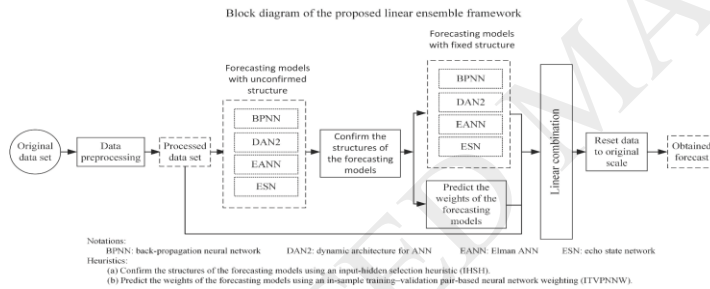 Block diagram of the proposed linear ensemble framework
Forecasting models
with unconfirmed
structure
Forecasting models
with fixed structure
Original
data set
Data
preprocessing
Processed
data set
BPNN
DAN2
EANN
ESN
Confirm the
structures of
the forecasting
models
BPNN
DAN2
EANN
ESN
Predict the
weights of the
forecasting
models
Linear combination
Reset data
to original
scale
Obtained
forecast
Notations:
BPNN: back-propagation neural network DAN2: dynamic architecture for ANN EANN: Elman ANN ESN: echo state network
Heuristics:
(a) Confirm the structures of the forecasting models using an input-hidden selection heuristic (IHSH).
(b) Predict the weights of the forecasting models using an in-sample training–validation pair-based neural network weighting (ITVPNNW).